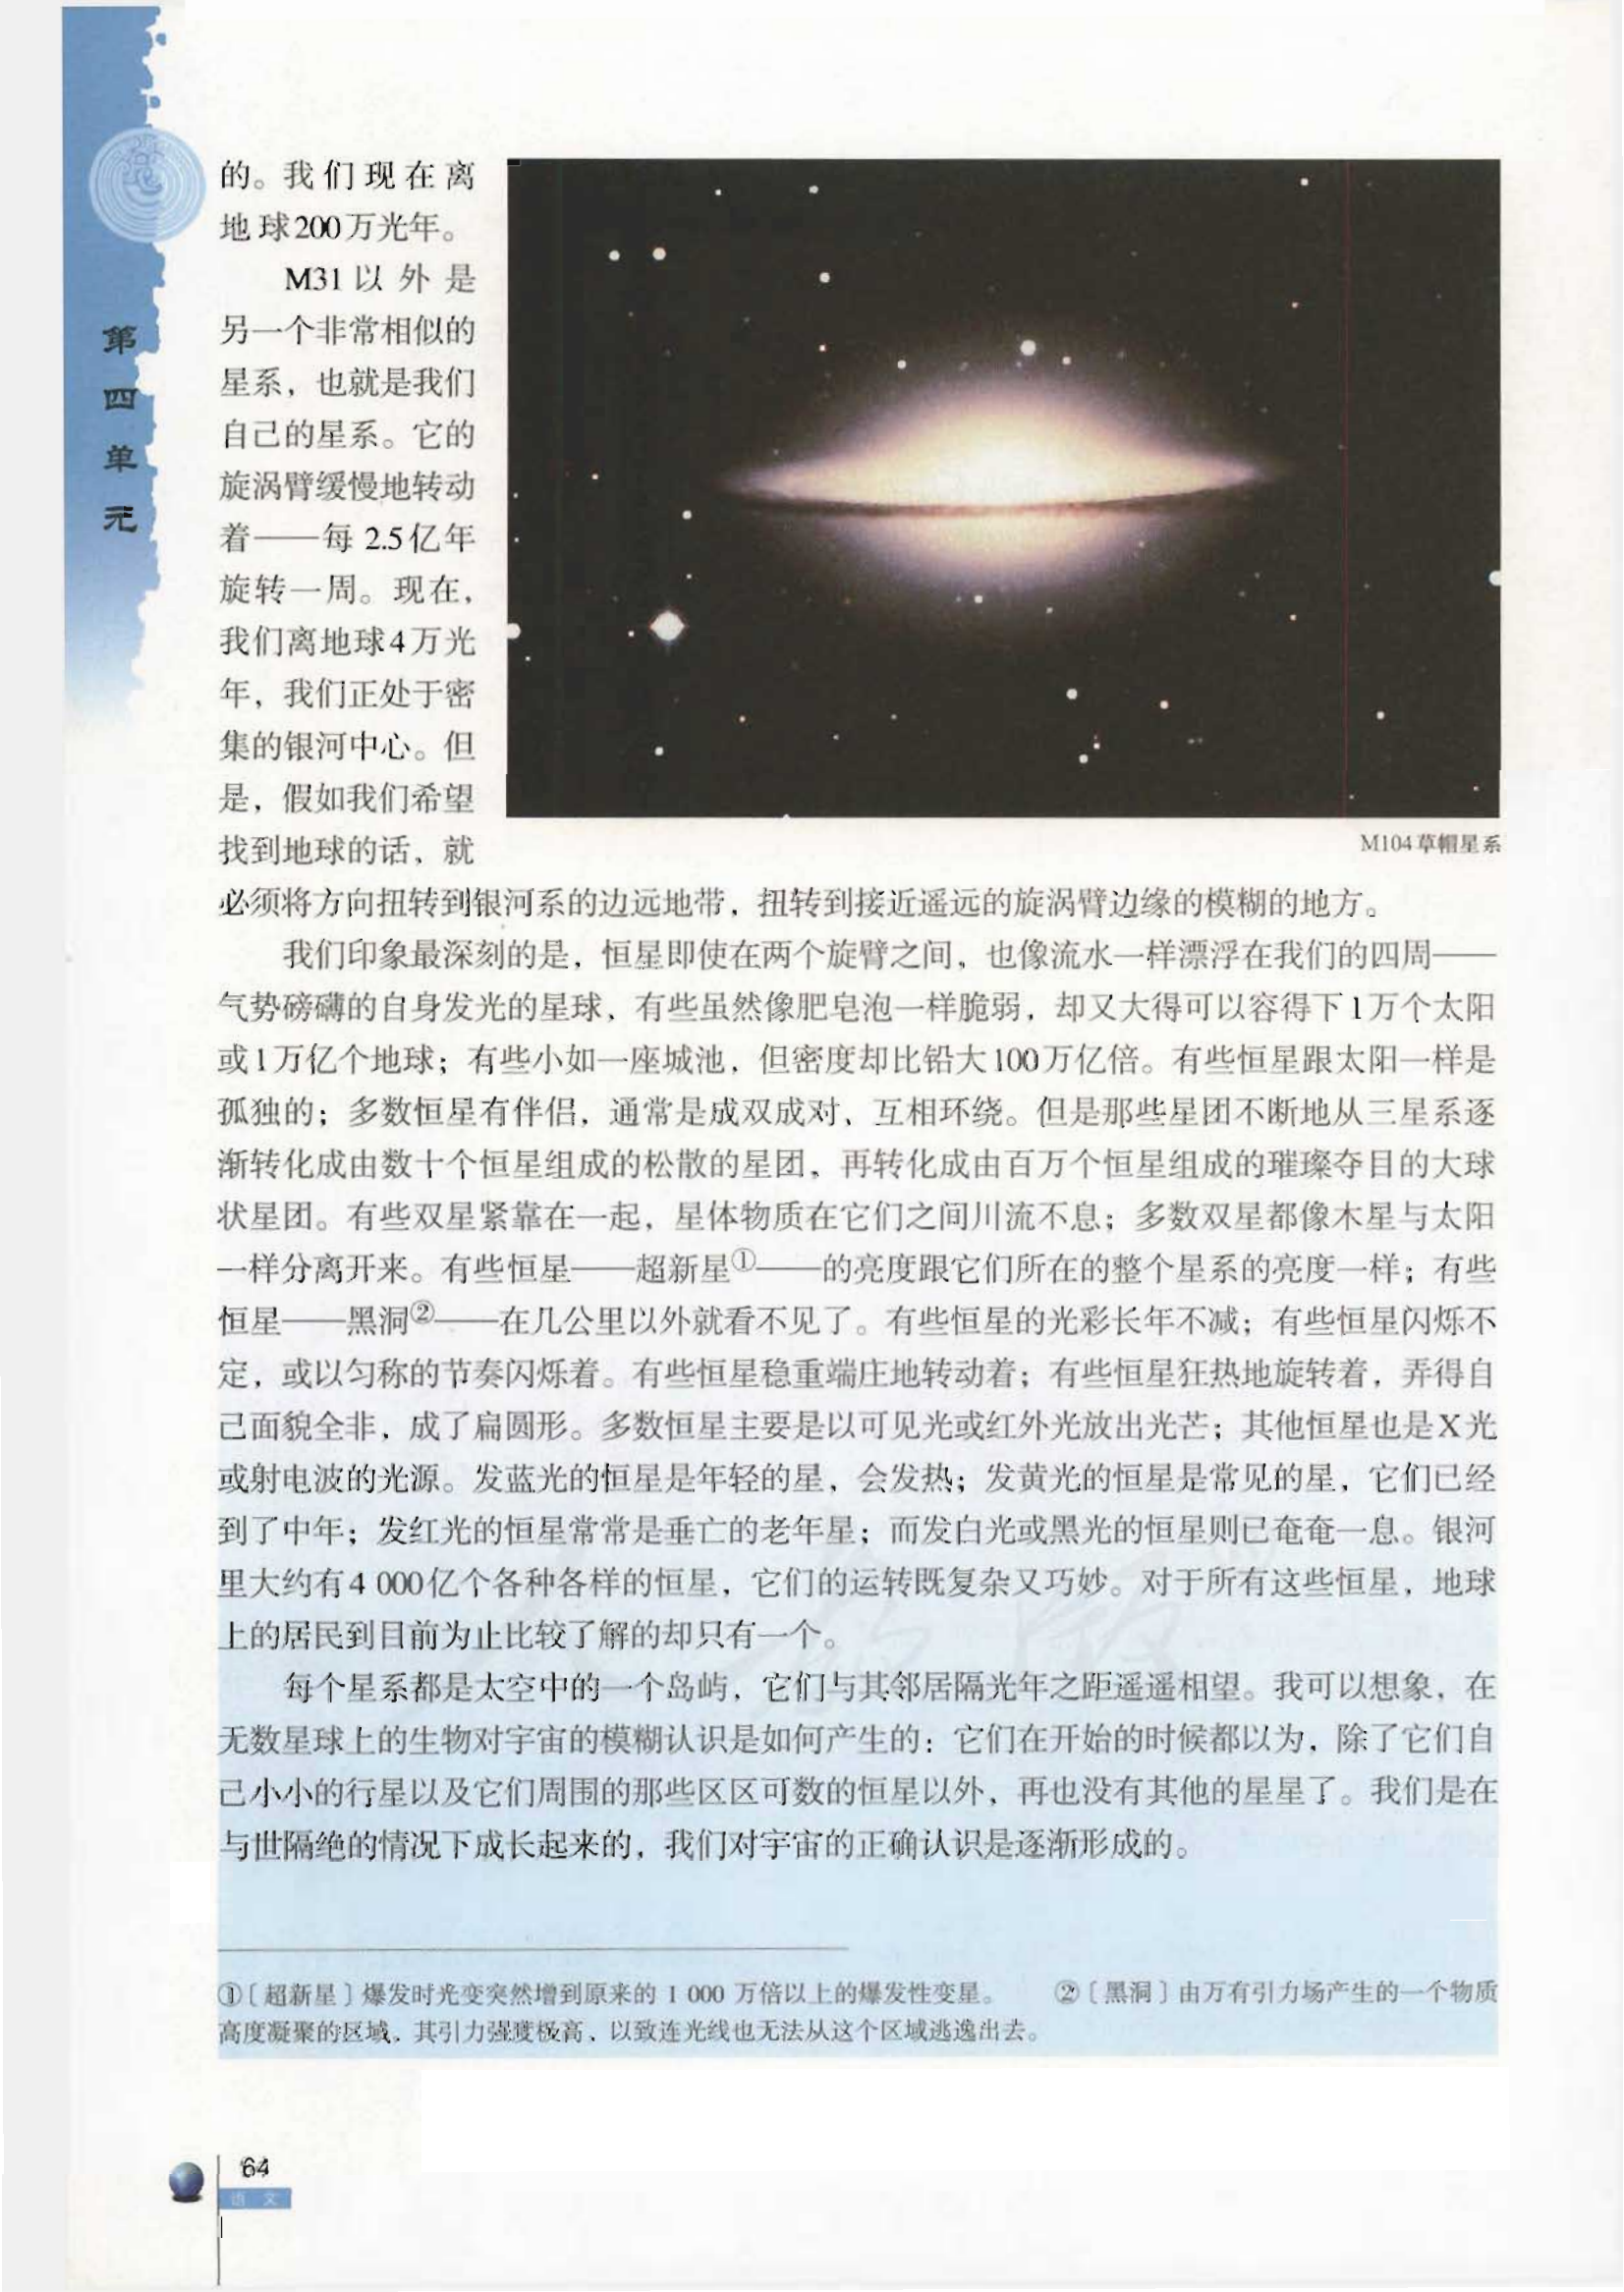 第四单元
的。我们现在离
地球200万光年。
M31以外是
另一个非常相似的
星系，也就是我们
自己的星系。它的
旋涡臂缓慢地转动
着——每2.5亿年
旋转一周。现在，
我们离地球4万光
年，我们正处于密
集的银河中心。但
是，假如我们希望
找到地球的话，就
M104草帽星系
必须将方向扭转到银河系的边远地带，扭转到接近遥远的旋涡臂边缘的模糊的地方。
我们印象最深刻的是，恒星即使在两个旋臂之间，也像流水一样漂浮在我们的四周——
气势磅礴的自身发光的星球，有些虽然像肥皂泡一样脆弱，却又大得可以容得下1万个太阳
或1万亿个地球；有些小如一座城池，但密度却比铅大100万亿倍。有些恒星跟太阳一样是
孤独的；多数恒星有伴侣，通常是成双成对、互相环绕。但是那些星团不断地从三星系逐
渐转化成由数十个恒星组成的松散的星团，再转化成由百万个恒星组成的璀璨夺目的大球
状星团。有些双星紧靠在一起，星体物质在它们之间川流不息；多数双星都像木星与太阳
一样分离开来。有些恒星——超新星①——的亮度跟它们所在的整个星系的亮度一样；有些
恒星——黑洞②——在几公里以外就看不见了。有些恒星的光彩长年不减；有些恒星闪烁不
定，或以匀称的节奏闪烁着。有些恒星稳重端庄地转动着；有些恒星狂热地旋转着，弄得自
己面貌全非，成了扁圆形。多数恒星主要是以可见光或红外光放出光芒；其他恒星也是X光
或射电波的光源。发蓝光的恒星是年轻的星，会发热；发黄光的恒星是常见的星，它们已经
到了中年；发红光的恒星常常是垂亡的老年星；而发白光或黑光的恒星则已奄奄一息。银河
里大约有4 000亿个各种各样的恒星，它们的运转既复杂又巧妙。对于所有这些恒星，地球
上的居民到目前为止比较了解的却只有一个。
每个星系都是太空中的一个岛屿，它们与其邻居隔光年之距遥遥相望。我可以想象，在
无数星球上的生物对宇宙的模糊认识是如何产生的：它们在开始的时候都以为，除了它们自
己小小的行星以及它们周围的那些区区可数的恒星以外，再也没有其他的星星了。我们是在
与世隔绝的情况下成长起来的，我们对宇宙的正确认识是逐渐形成的。
①〔超新星〕爆发时光变突然增到原来的 1 000 万倍以上的爆发性变星。 ②〔黑洞〕由万有引力场产生的一个物质
高度凝聚的区域，其引力强度极高，以致连光线也无法从这个区域逃逸出去。
64
语文